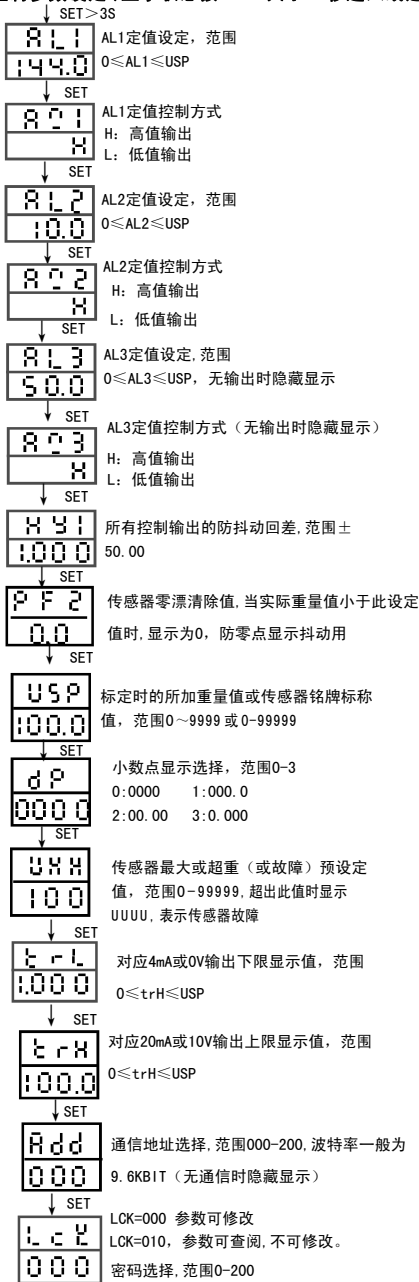 SET＞3S
AL1
144.0
AL1定值设定，范围
0≤AL1≤USP
SET
H
AL1定值控制方式
H：高值输出
L：低值输出
SET
AL2
10.0
AL2定值设定，范围
0≤AL2≤USP
SET
H
AL2定值控制方式
H：高值输出
L：低值输出
SET
AL3
50.0
AL3定值设定,范围
0≤AL3≤USP，无输出时隐藏显示
SET
H
AL3定值控制方式（无输出时隐藏显示）
H：高值输出
L：低值输出
SET
HY1
1.000
所有控制输出的防抖动回差,范围±
50.00
SET
PF2
0.0
传感器零漂清除值,当实际重量值小于此设定
值时,显示为0，防零点显示抖动用
SET
USP
100.0
标定时的所加重量值或传感器铭牌标称
值，范围0～9999或0-99999
SET
dP
0000
小数点显示选择，范围0-3
0:0000 1:000.0
2:00.00 3:0.000
SET
100
传感器最大或超重（或故障）预设定
值，范围0-99999,超出此值时显示
UUUU,表示传感器故障
SET
trL
1.000
对应4mA或0V输出下限显示值，范围
0≤trH≤USP
SET
trH
100.0
对应20mA或10V输出上限显示值，范围
0≤trH≤USP
SET
Add
000
通信地址选择,范围000-200,波特率一般为
9.6KBIT（无通信时隐藏显示）
SET
LcK
000
LCK=000 参数可修改
LCK=010，参数可查阅,不可修改。
密码选择,范围0-200